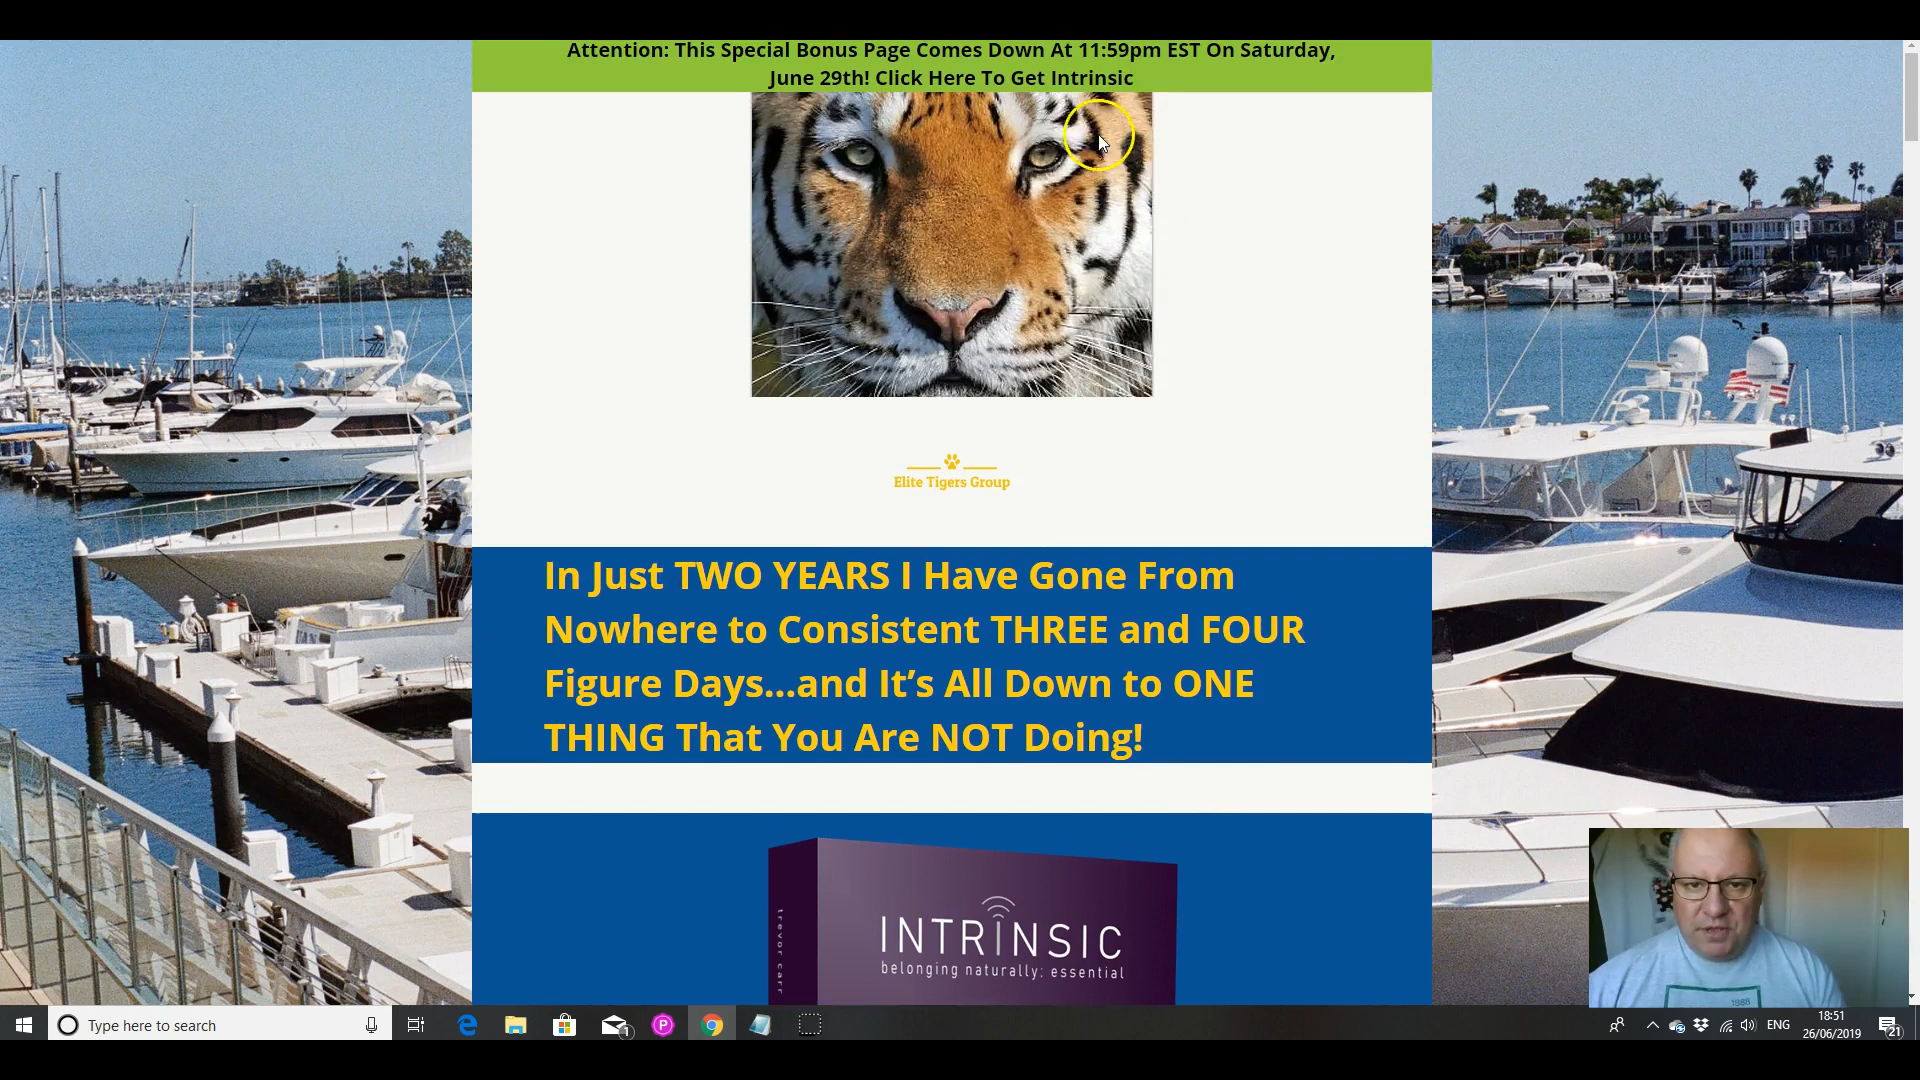 Attention: This Special Bonus Page Comes Down At 11:59pm EST On Saturday,
June 29th! Click Here To Get Intrinsic
Elite Tigers Group
In Just TWO YEARS I Have Gone From
Nowhere to Consistent THREE and FOUR
Figure Days...and It’s All Down to ONE
THING That You Are NOT Doing!
trevor carr
INTRINSIC
belonging naturally: essential
1885
Type here to search
1
P
ENG
18:51
26/06/2019
21